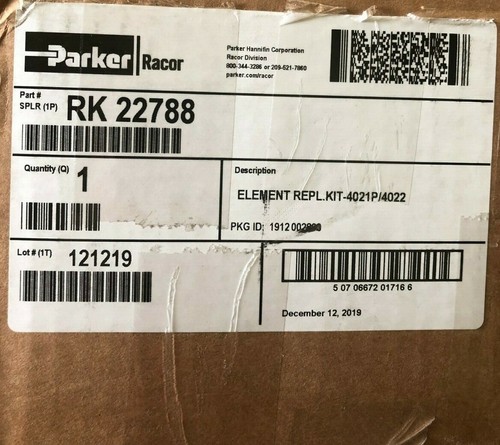 Parker Racor
Parker Hannifin Corporation
Racor Division
800-344-3286 or 209-521-7860
parker.com/racor
Part #
SPLR (1P) RK 22788
Quantity (Q) 1
Description
ELEMENT REPL.KIT-4021P/4022
PKG ID:
Lot # (1T) 121219
5 07 06672 01716 6
December 12, 2019